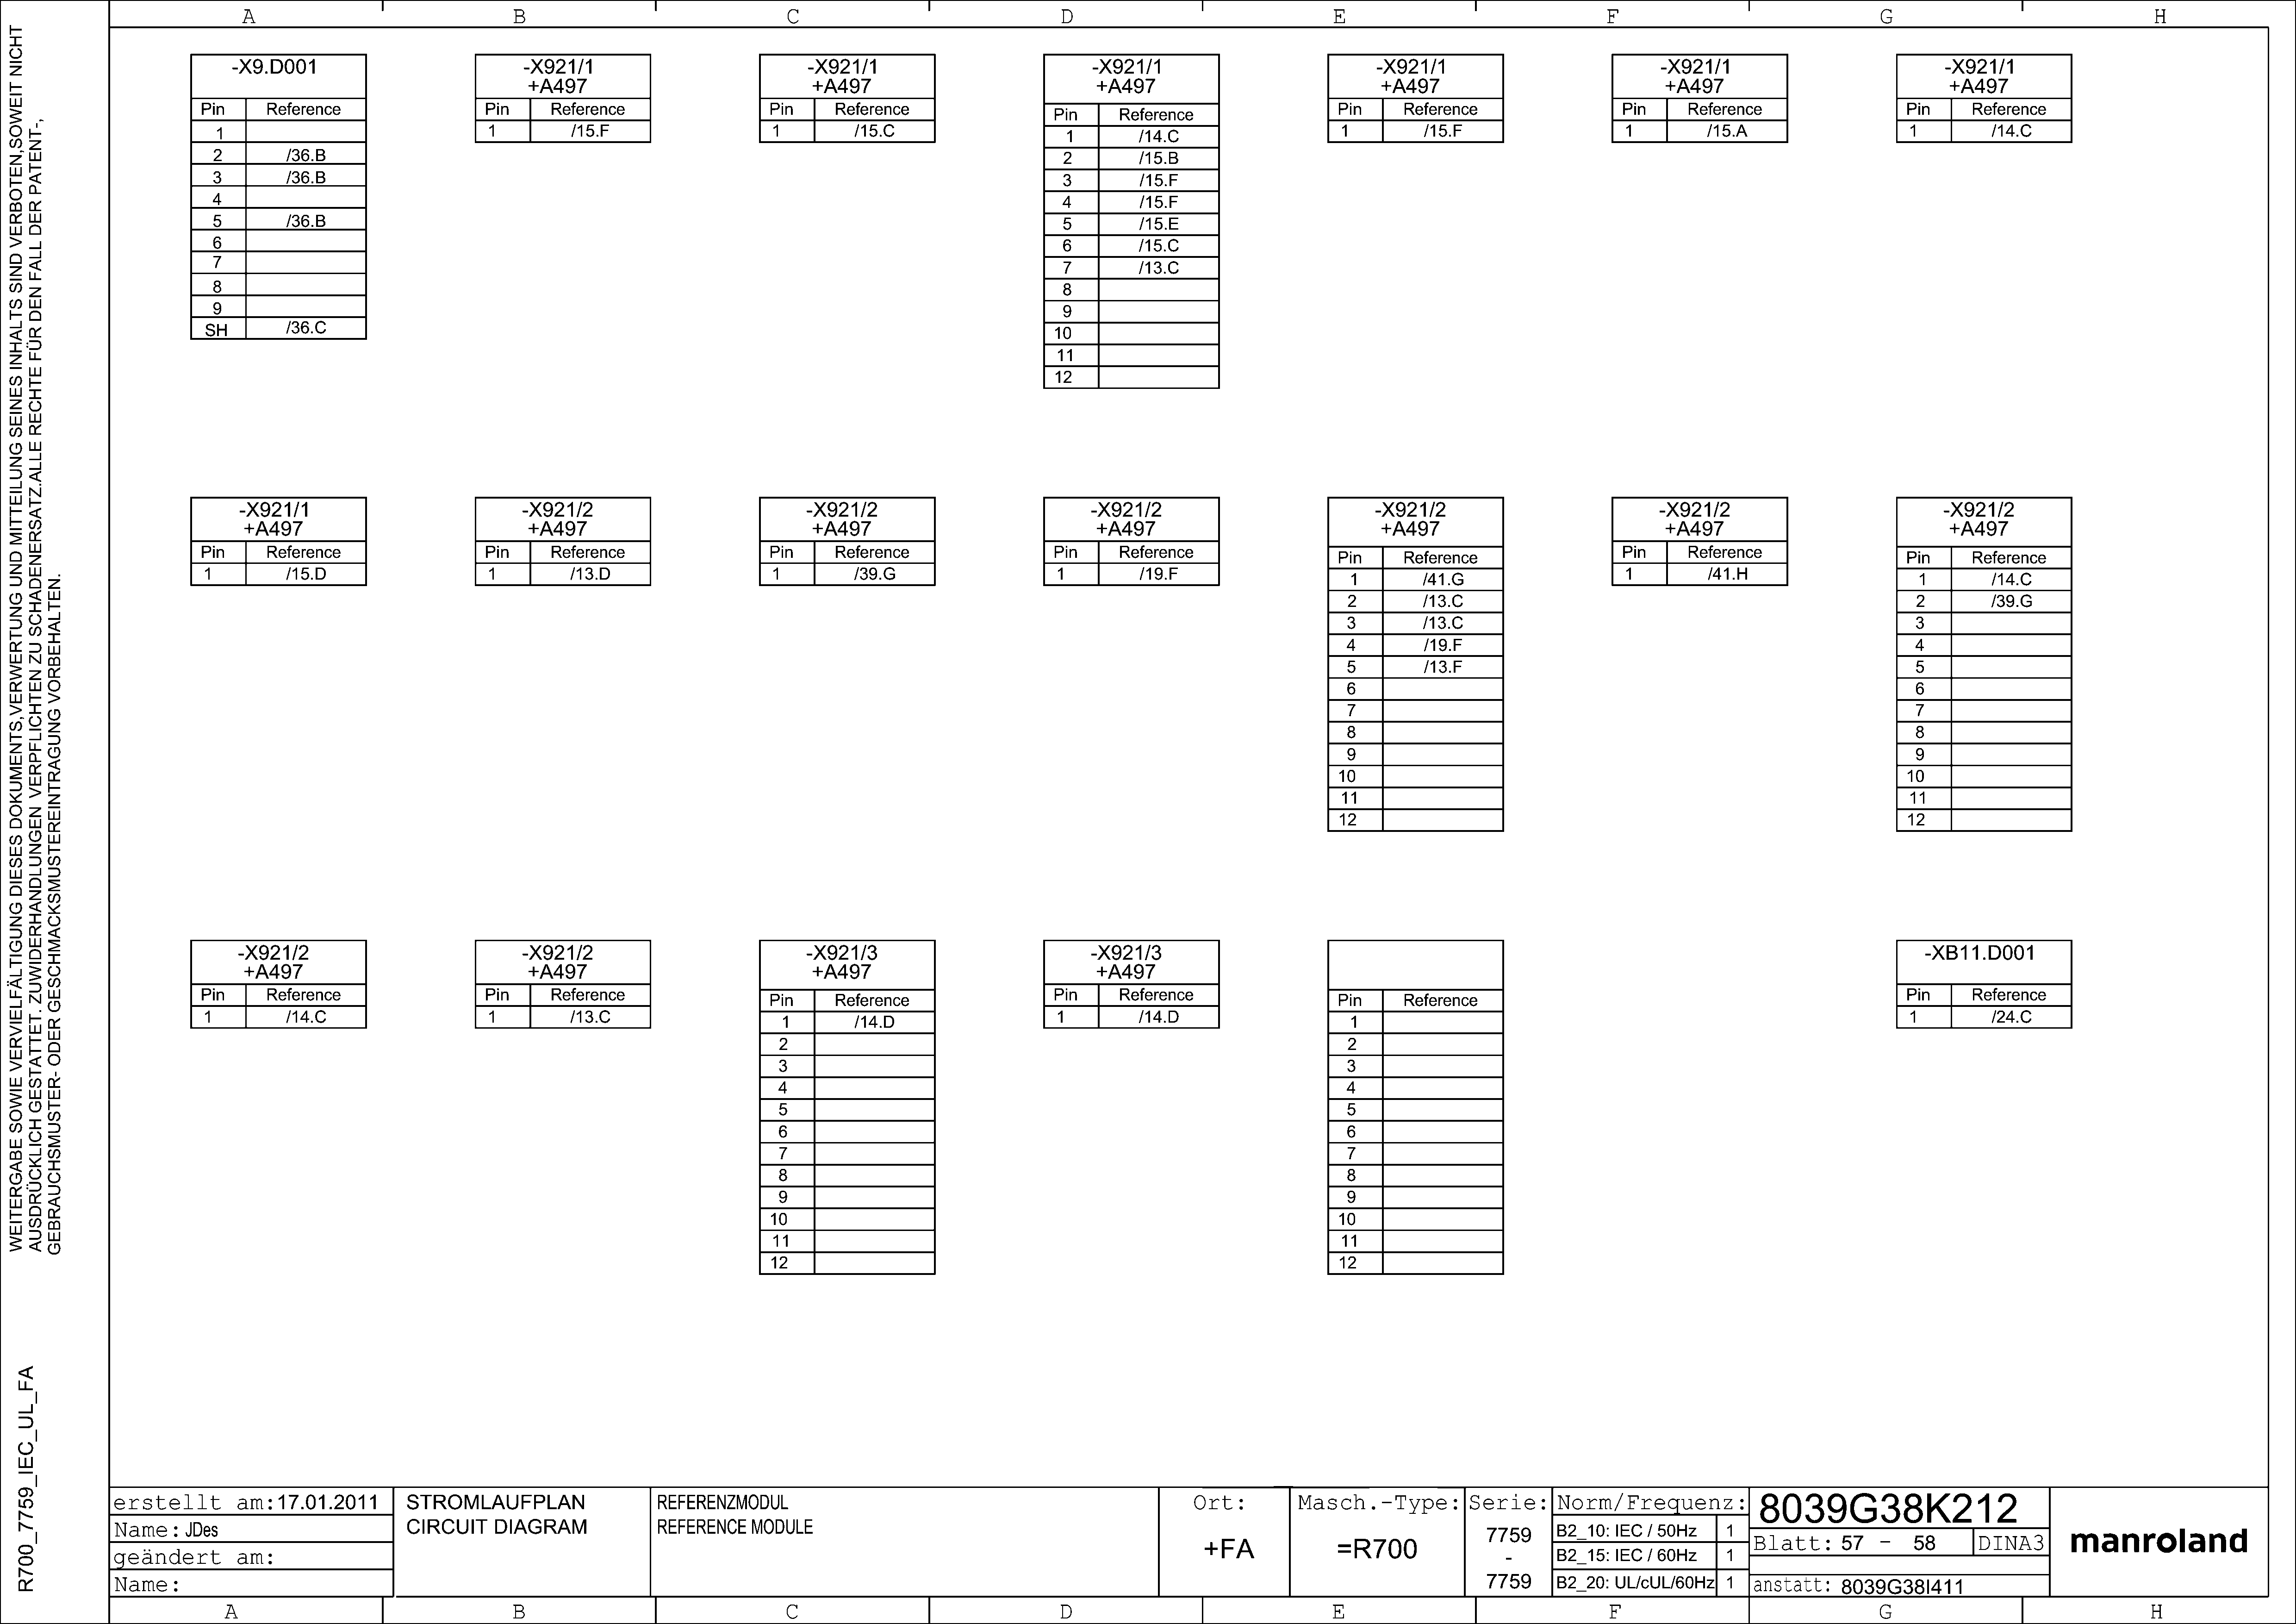 A B C D E F G H
WEITERGABE SOWIE VERVIELFÄLTIGUNG DIESES DOKUMENTS,VERWERTUNG UND MITTEILUNG SEINES INHALTS SIND VERBOTEN,SOWEIT NICHT
AUSDRÜCKLICH GESTATTET. ZUWIDERHANDLUNGEN VERPFLICHTEN ZU SCHADENERSATZ.ALLE RECHTE FÜR DEN FALL DER PATENT-,
GEBRAUCHSMUSTER- ODER GESCHMACKSMUSTEREINTRAGUNG VORBEHALTEN.
R700_7759_IEC_UL_FA
-X9.D001
Pin Reference
1
2 /36.B
3 /36.B
4
5 /36.B
6
7
8
9
SH /36.C
-X921/1
+A497
Pin Reference
1 /15.F
-X921/1
+A497
Pin Reference
1 /15.C
-X921/1
+A497
Pin Reference
1 /14.C
2 /15.B
3 /15.F
4 /15.F
5 /15.E
6 /15.C
7 /13.C
8
9
10
11
12
-X921/1
+A497
Pin Reference
1 /15.F
-X921/1
+A497
Pin Reference
1 /15.A
-X921/1
+A497
Pin Reference
1 /14.C
-X921/1
+A497
Pin Reference
1 /15.D
-X921/2
+A497
Pin Reference
1 /13.D
-X921/2
+A497
Pin Reference
1 /39.G
-X921/2
+A497
Pin Reference
1 /19.F
-X921/2
+A497
Pin Reference
1 /41.G
2 /13.C
3 /13.C
4 /19.F
5 /13.F
6
7
8
9
10
11
12
-X921/2
+A497
Pin Reference
1 /41.H
-X921/2
+A497
Pin Reference
1 /14.C
2 /39.G
3
4
5
6
7
8
9
10
11
12
-X921/2
+A497
Pin Reference
1 /14.C
-X921/2
+A497
Pin Reference
1 /13.C
-X921/3
+A497
Pin Reference
1 /14.D
2
3
4
5
6
7
8
9
10
11
12
-X921/3
+A497
Pin Reference
1 /14.D
Pin Reference
1
2
3
4
5
6
7
8
9
10
11
12
-XB11.D001
Pin Reference
1 /24.C
erstellt am:17.01.2011
Name: JDes
geändert am:
Name:
STROMLAUFPLAN
CIRCUIT DIAGRAM
REFERENZMODUL
REFERENCE MODULE
Ort:
+FA
Masch.-Type:
=R700
Serie:
7759
-
7759
Norm/Frequenz:
B2_10: IEC / 50Hz 1
B2_15: IEC / 60Hz 1
B2_20: UL/cUL/60Hz 1
8039G38K212
Blatt: 57 - 58 DINA3
anstatt: 8039G38I411
manroland
A B C D E F G H